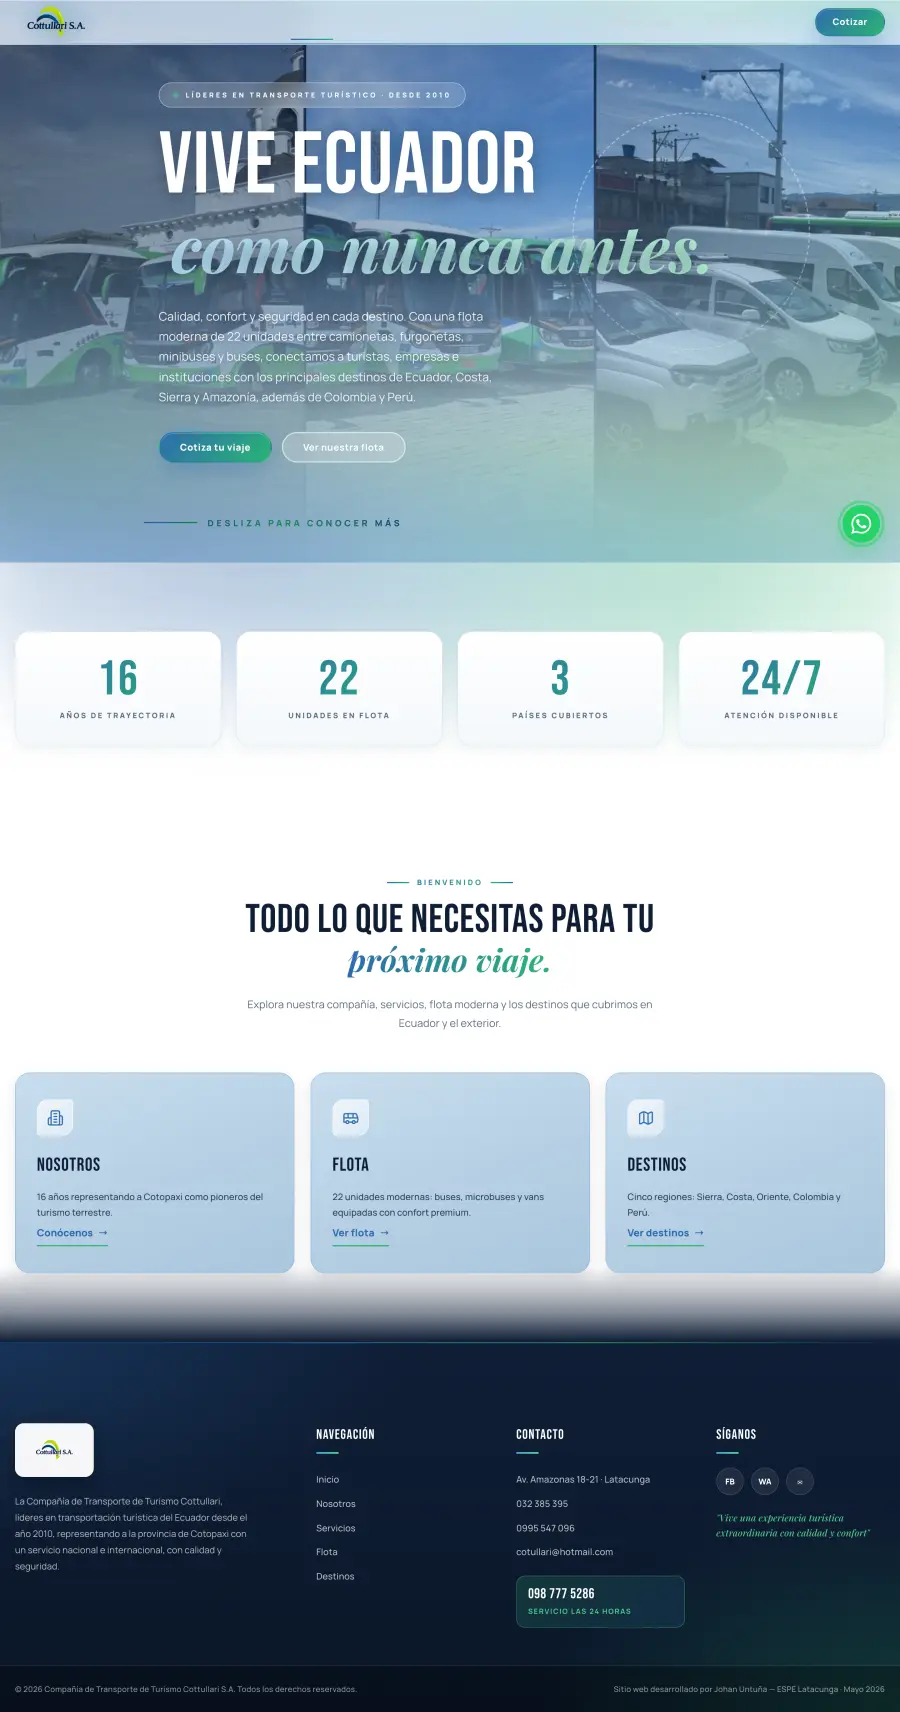 Cottullari S.A.
Cotizar
LÍDERES EN TRANSPORTE TURÍSTICO · DESDE 2010
VIVE ECUADOR
como nunca antes.
Calidad, confort y seguridad en cada destino. Con una flota
moderna de 22 unidades entre camionetas, furgonetas,
minibuses y buses, conectamos a turistas, empresas e
instituciones con los principales destinos de Ecuador, Costa,
Sierra y Amazonía, además de Colombia y Perú.
Cotiza tu viaje
Ver nuestra flota
DESLIZA PARA CONOCER MÁS
16
AÑOS DE TRAYECTORIA
22
UNIDADES EN FLOTA
3
PAÍSES CUBIERTOS
24/7
ATENCIÓN DISPONIBLE
BIENVENIDO
TODO LO QUE NECESITAS PARA TU
próximo viaje.
Explora nuestra compañía, servicios, flota moderna y los destinos que cubrimos en
Ecuador y el exterior.
NOSOTROS
16 años representando a Cotopaxi como pioneros del
turismo terrestre.
Conócenos →
FLOTA
22 unidades modernas: buses, microbuses y vans
equipadas con confort premium.
Ver flota →
DESTINOS
Cinco regiones: Sierra, Costa, Oriente, Colombia y
Perú.
Ver destinos →
Cottullari S.A.
La Compañía de Transporte de Turismo Cottullari,
líderes en transportación turística del Ecuador desde el
año 2010, representando a la provincia de Cotopaxi con
un servicio nacional e internacional, con calidad y
seguridad.
NAVEGACIÓN
Inicio
Nosotros
Servicios
Flota
Destinos
CONTACTO
Av. Amazonas 18-21 · Latacunga
032 385 395
0995 547 096
cotullari@hotmail.com
098 777 5286
SERVICIO LAS 24 HORAS
SÍGANOS
FB
WA
✉
"Vive una experiencia turística
extraordinaria con calidad y confort"
© 2026 Compañía de Transporte de Turismo Cottullari S.A. Todos los derechos reservados.
Sitio web desarrollado por Johan Untuña — ESPE Latacunga · Mayo 2026